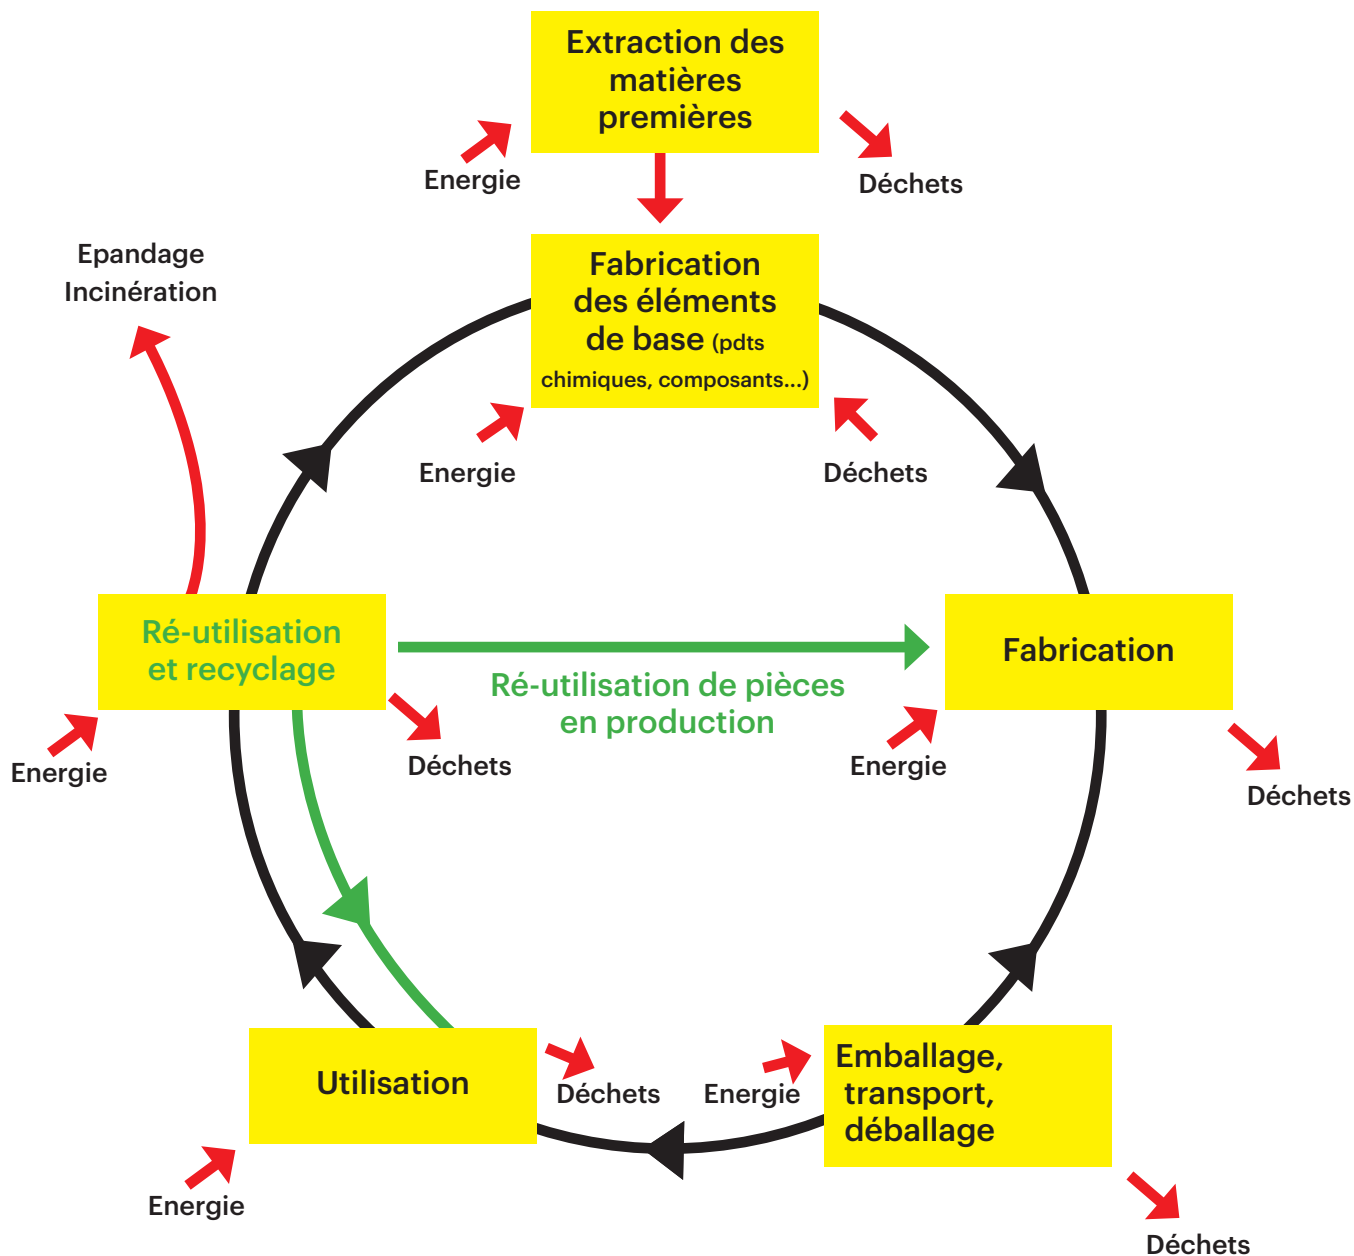 Extraction des
matières
premières
Energie
Déchets
Epandage
Incinération
Fabrication
des éléments
de base (pdts
chimiques, composants...)
Energie
Déchets
Ré-utilisation
et recyclage
Ré-utilisation de pièces
en production
Fabrication
Energie
Déchets
Energie
Déchets
Utilisation
Déchets
Energie
Emballage,
transport,
déballage
Energie
Déchets